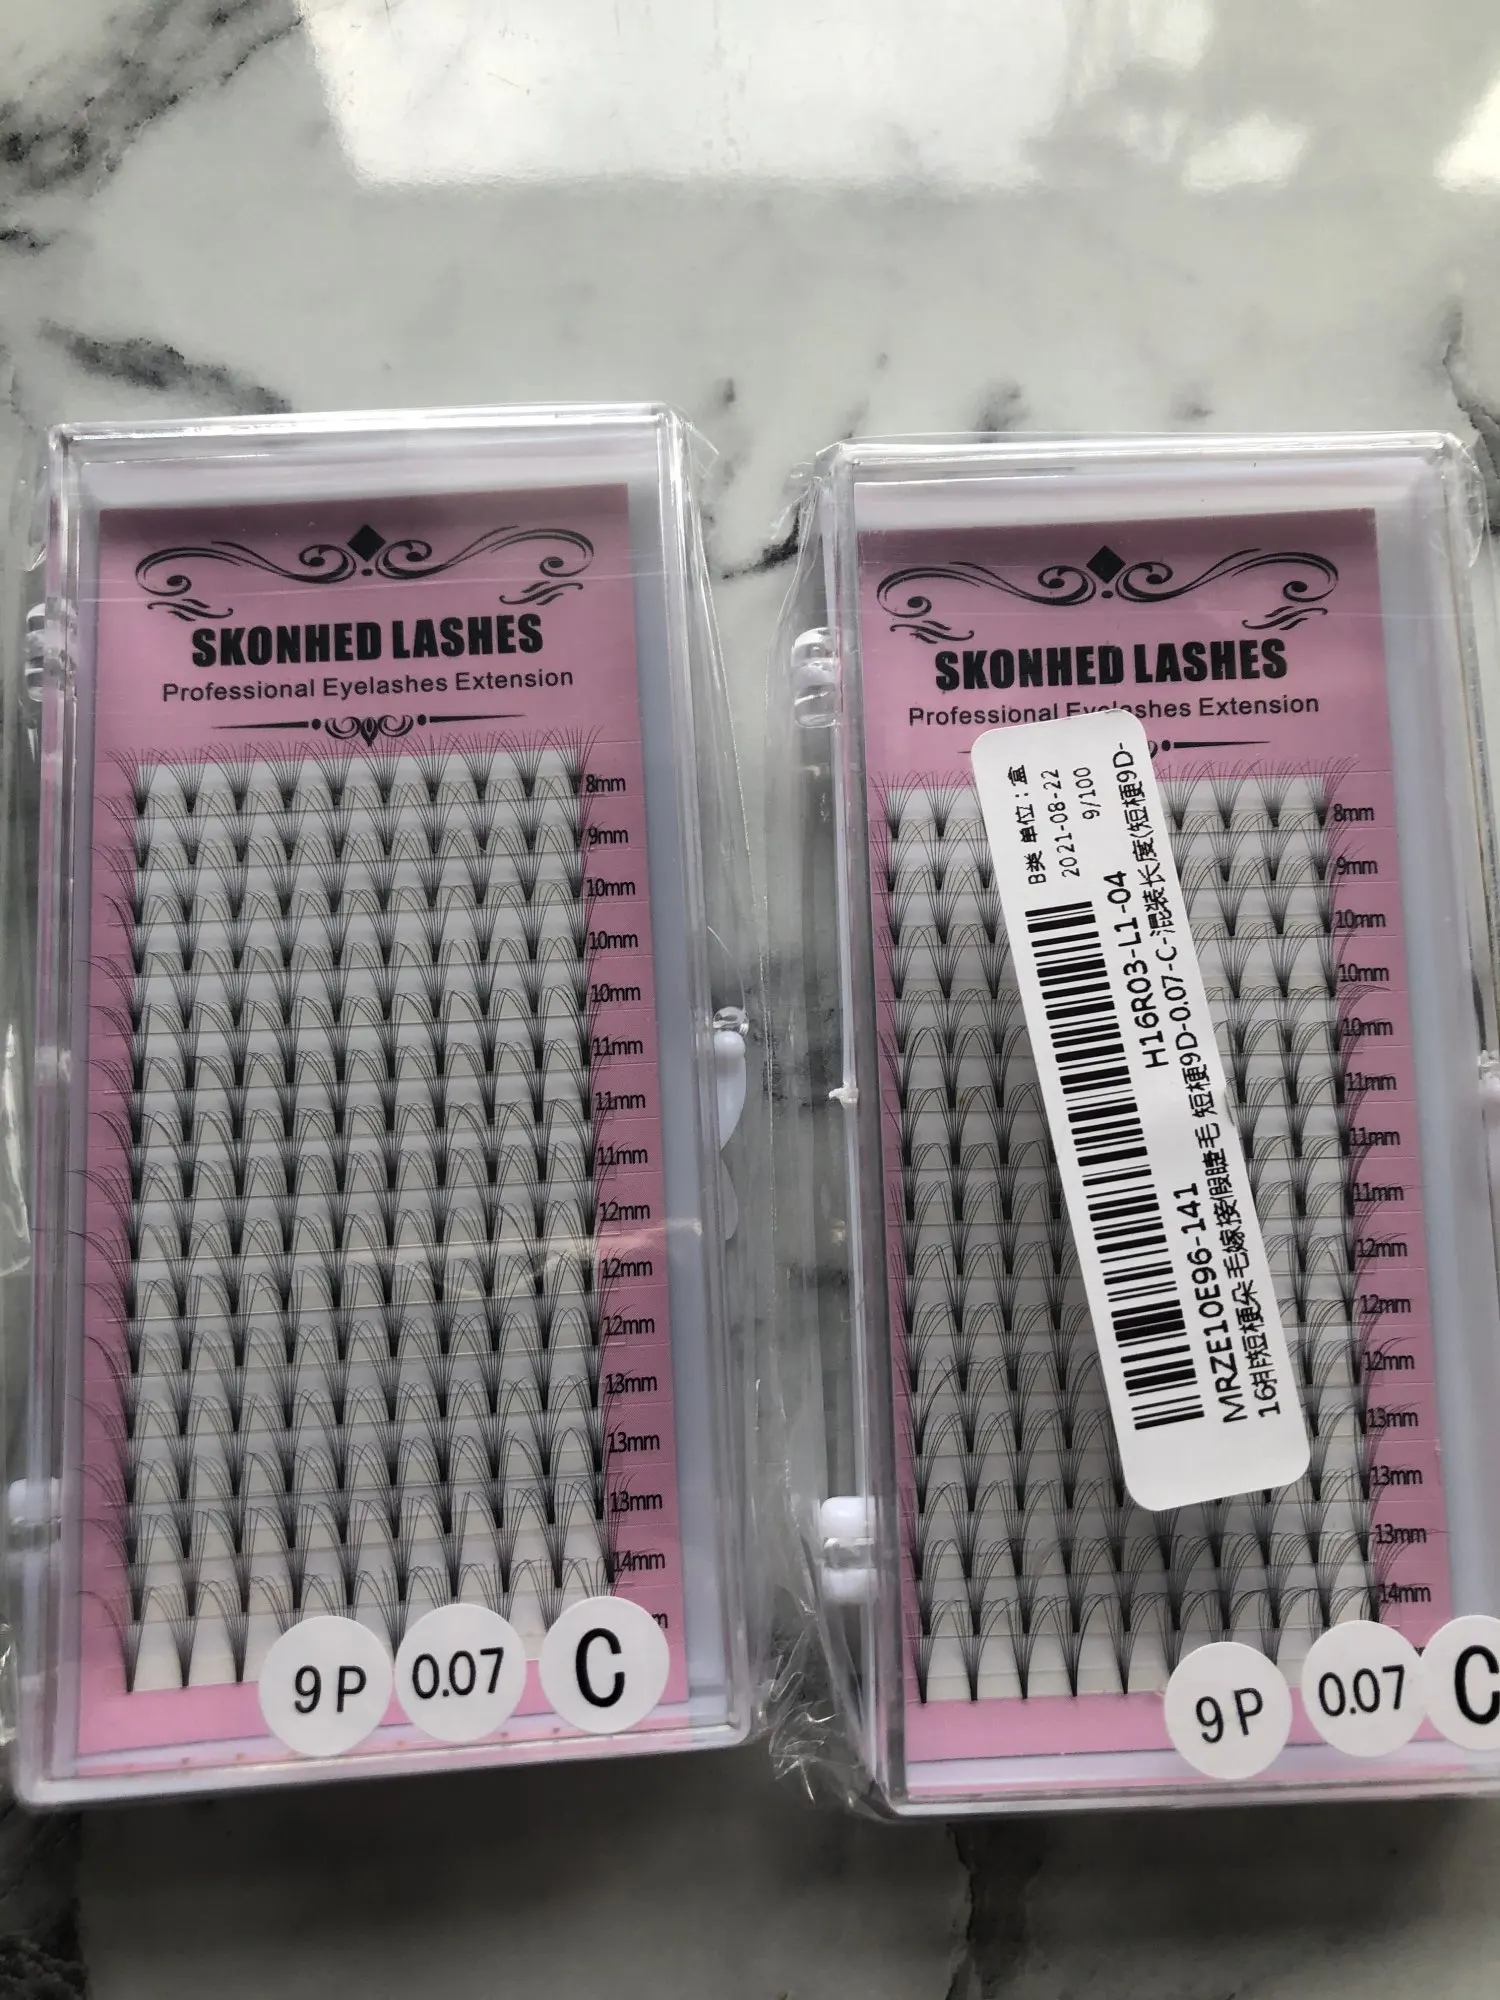 SKONHED LASHES
Professional Eyelashes Extension
8mm
9mm
10mm
10mm
10mm
11mm
11mm
11mm
12mm
12mm
12mm
13mm
13mm
13mm
14mm
9P
0.07
C
SKONHED LASHES
Professional Eyelashes Extension
8mm
9mm
10mm
10mm
10mm
11mm
11mm
11mm
12mm
12mm
12mm
13mm
13mm
13mm
14mm
B类 单位：盒
2021-08-22
9/100
H16R03-L1-04
MRZE10E96-141
16排短梗朵毛嫁接假睫毛 短梗9D-0.07-C-混装长度(短梗9D-
9P
0.07
C